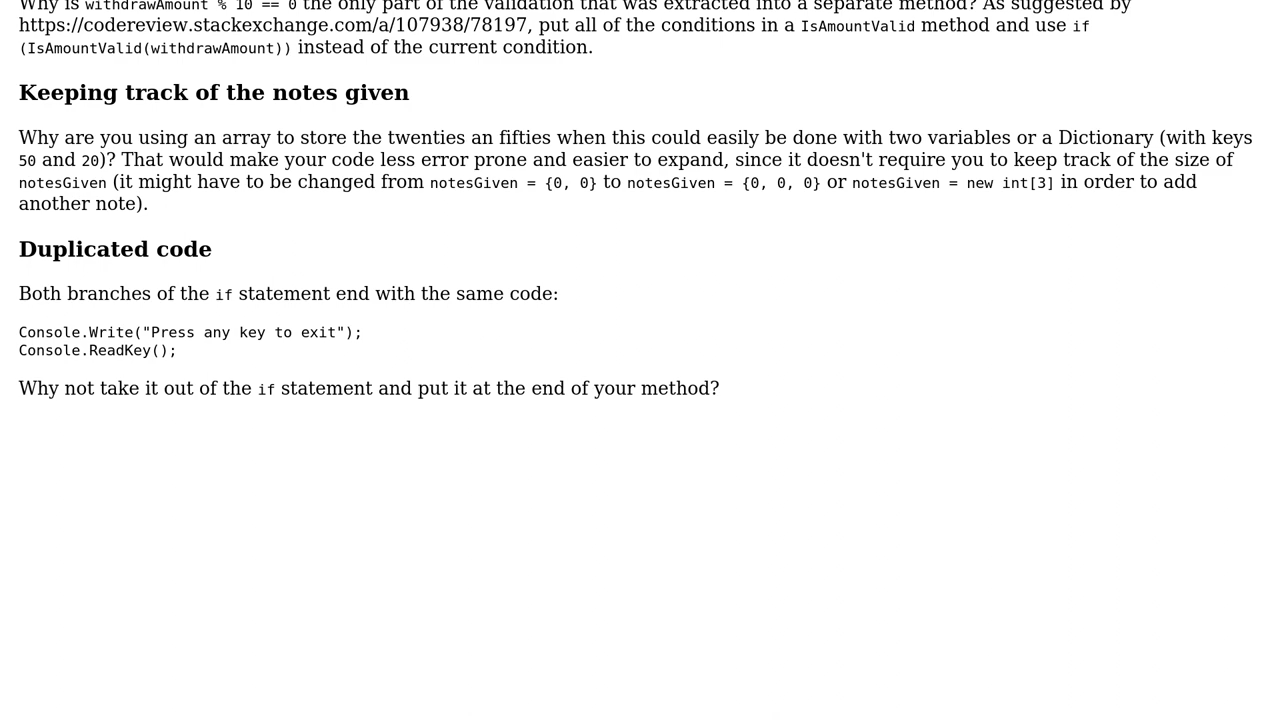 Why is withdrawAmount % 10 == 0 the only part of the validation that was extracted into a separate method? As suggested by
https://codereview.stackexchange.com/a/107938/78197, put all of the conditions in a IsAmountValid method and use if
(IsAmountValid(withdrawAmount)) instead of the current condition.
Keeping track of the notes given
Why are you using an array to store the twenties an fifties when this could easily be done with two variables or a Dictionary (with keys
50 and 20)? That would make your code less error prone and easier to expand, since it doesn't require you to keep track of the size of
notesGiven (it might have to be changed from notesGiven = {0, 0} to notesGiven = {0, 0, 0} or notesGiven = new int[3] in order to add
another note).
Duplicated code
Both branches of the if statement end with the same code:
Console.Write("Press any key to exit");
Console.ReadKey();
Why not take it out of the if statement and put it at the end of your method?